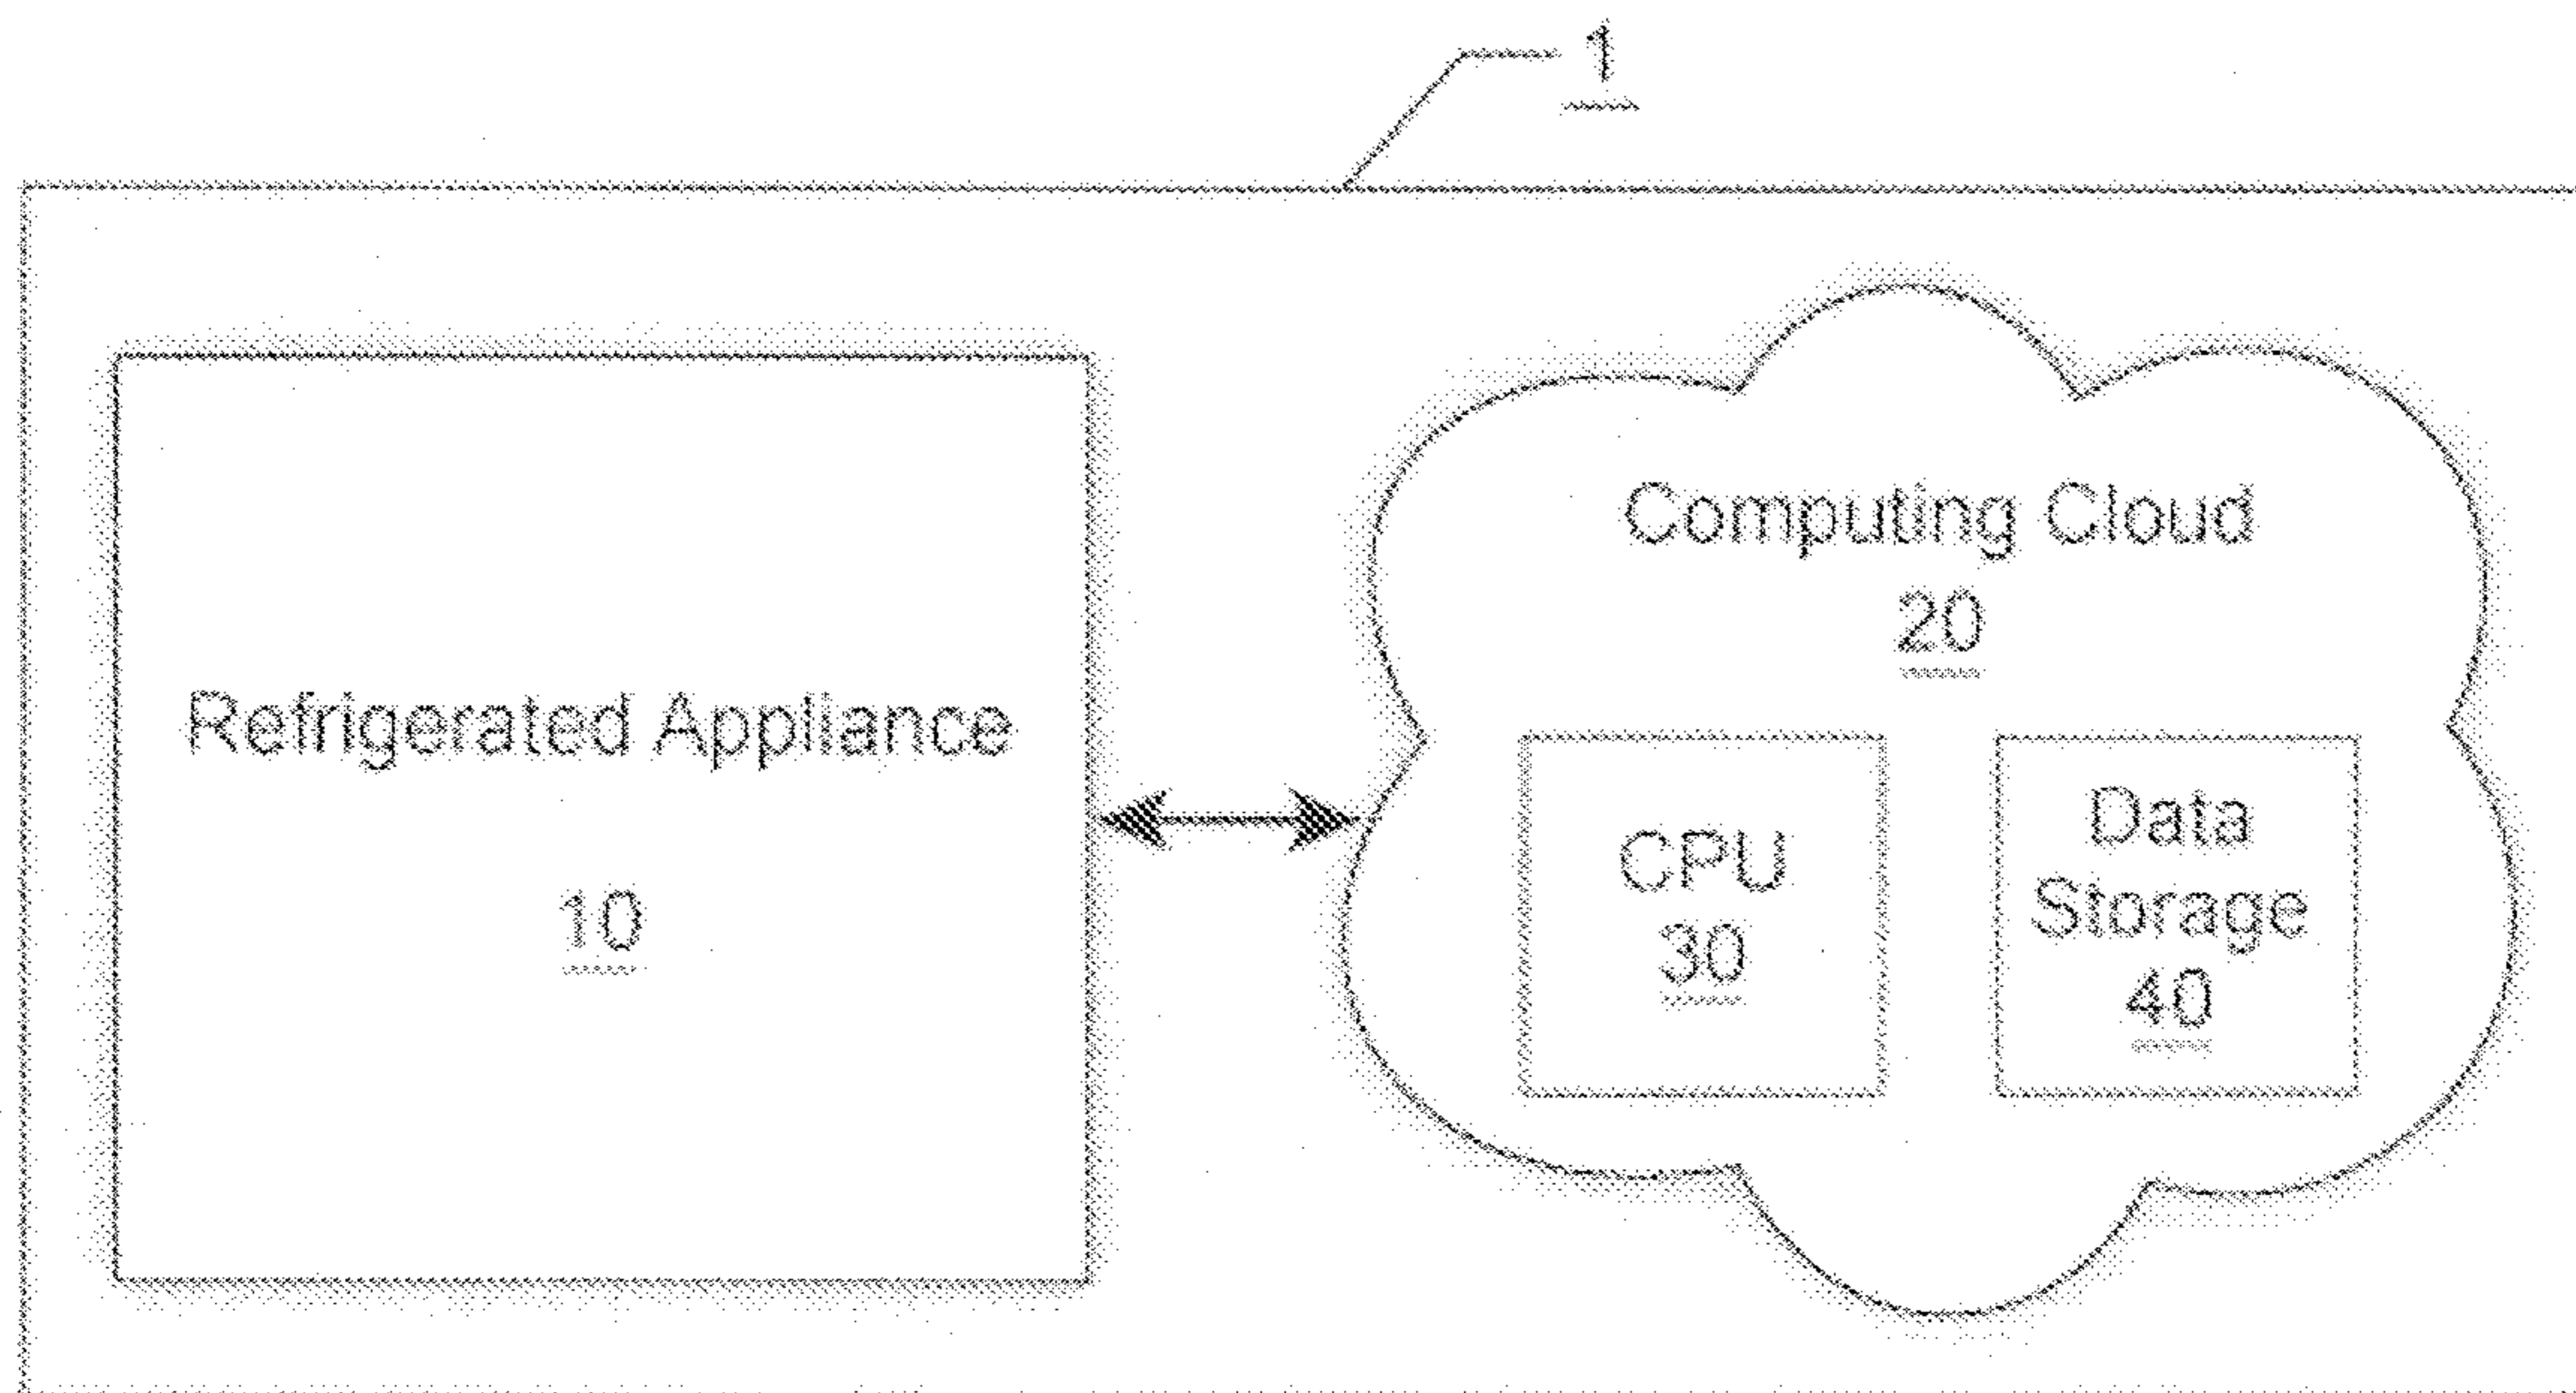 1
Refrigerated Appliance
10
Computing Cloud
20
CPU
30
Data
Storage
40